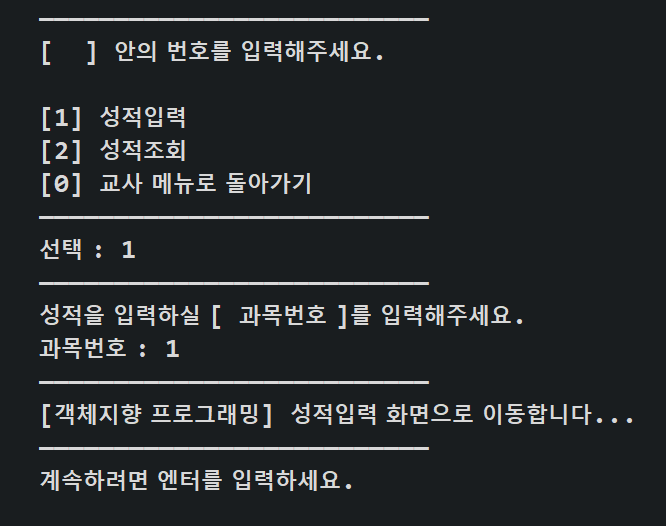 [  ] 안의 번호를 입력해주세요.
[1] 성적입력
[2] 성적조회
[0] 교사 메뉴로 돌아가기
선택 : 1
성적을 입력하실 [ 과목번호 ]를 입력해주세요.
과목번호 : 1
[객체지향 프로그래밍] 성적입력 화면으로 이동합니다...
계속하려면 엔터를 입력하세요.